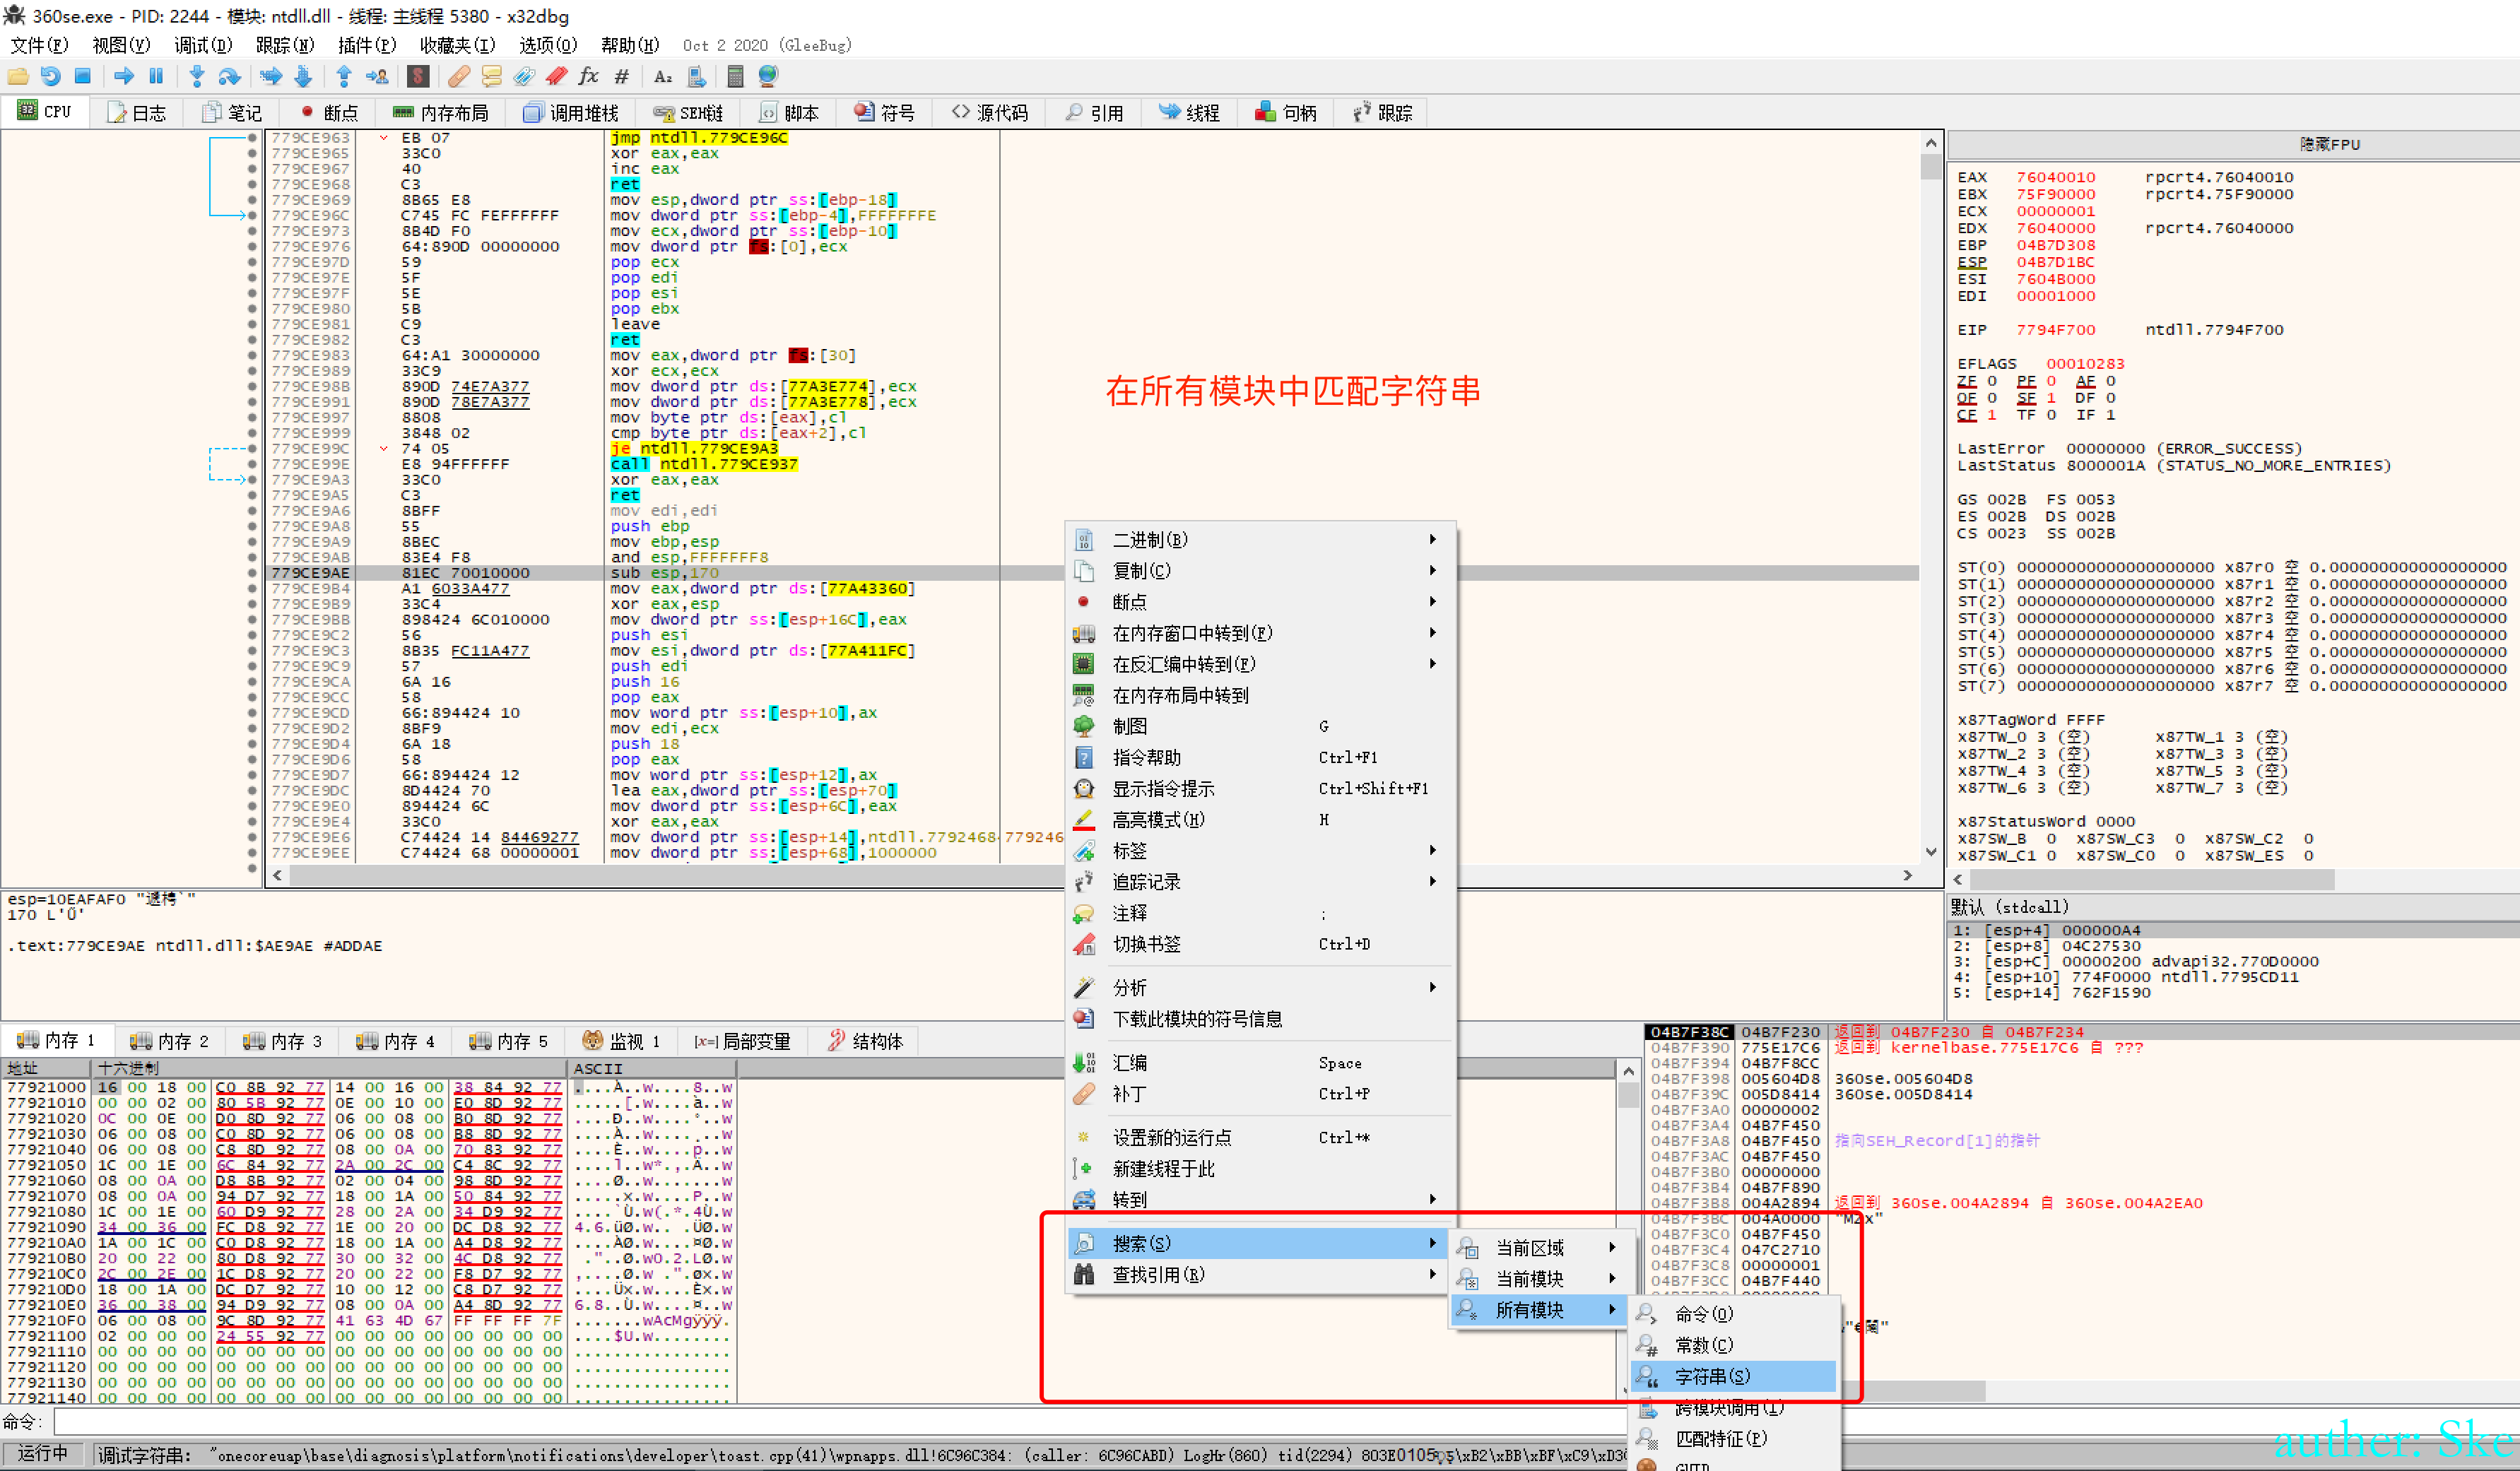 360se.exe - PID: 2244 - 模块: ntdll.dll - 线程: 主线程 5380 - x32dbg
文件(F) 视图(V) 调试(D) 跟踪(N) 插件(P) 收藏夹(I) 选项(O) 帮助(H) Oct 2 2020 (GleeBug)
CPU 日志 笔记 断点 内存布局 调用堆栈 SEH链 脚本 符号 源代码 引用 线程 句柄 跟踪
779CE963 EB 07 jmp ntdll.779CE96C
779CE965 33C0 xor eax,eax
779CE967 40 inc eax
779CE968 C3 ret
779CE969 8B65 E8 mov esp,dword ptr ss:[ebp-18]
779CE96C C745 FC FEFFFFFF mov dword ptr ss:[ebp-4],FFFFFFFE
779CE973 8B4D F0 mov ecx,dword ptr ss:[ebp-10]
779CE976 64:890D 00000000 mov dword ptr fs:[0],ecx
779CE97D 59 pop ecx
779CE97E 5F pop edi
779CE97F 5E pop esi
779CE980 5B pop ebx
779CE981 C9 leave
779CE982 C3 ret
779CE983 64:A1 30000000 mov eax,dword ptr fs:[30]
779CE989 33C9 xor ecx,ecx
779CE98B 890D 74E7A377 mov dword ptr ds:[77A3E774],ecx
779CE991 890D 78E7A377 mov dword ptr ds:[77A3E778],ecx
779CE997 8808 mov byte ptr ds:[eax],cl
779CE999 3848 02 cmp byte ptr ds:[eax+2],cl
779CE99C 74 05 je ntdll.779CE9A3
779CE99E E8 94FFFFFF call ntdll.779CE937
779CE9A3 33C0 xor eax,eax
779CE9A5 C3 ret
779CE9A6 8BFF mov edi,edi
779CE9A8 55 push ebp
779CE9A9 8BEC mov ebp,esp
779CE9AB 83E4 F8 and esp,FFFFFFF8
779CE9AE 81EC 70010000 sub esp,170
779CE9B4 A1 6033A477 mov eax,dword ptr ds:[77A43360]
779CE9B9 33C4 xor eax,esp
779CE9BB 898424 6C010000 mov dword ptr ss:[esp+16C],eax
779CE9C2 56 push esi
779CE9C3 8B35 FC11A477 mov esi,dword ptr ds:[77A411FC]
779CE9C9 57 push edi
779CE9CA 6A 16 push 16
779CE9CC 58 pop eax
779CE9CD 66:894424 10 mov word ptr ss:[esp+10],ax
779CE9D2 8BF9 mov edi,ecx
779CE9D4 6A 18 push 18
779CE9D6 58 pop eax
779CE9D7 66:894424 12 mov word ptr ss:[esp+12],ax
779CE9DC 8D4424 70 lea eax,dword ptr ss:[esp+70]
779CE9E0 894424 6C mov dword ptr ss:[esp+6C],eax
779CE9E4 33C0 xor eax,eax
779CE9E6 C74424 14 84469277 mov dword ptr ss:[esp+14],ntdll.7792468 779246
779CE9EE C74424 68 00000001 mov dword ptr ss:[esp+68],1000000
在所有模块中匹配字符串
隐藏FPU
EAX 76040010 rpcrt4.76040010
EBX 75F90000 rpcrt4.75F90000
ECX 00000001
EDX 76040000 rpcrt4.76040000
EBP 04B7D308
ESP 04B7D1BC
ESI 7604B000
EDI 00001000
EIP 7794F700 ntdll.7794F700
EFLAGS 00010283
ZF 0 PF 0 AF 0
OF 0 SF 1 DF 0
CF 1 TF 0 IF 1
LastError 00000000 (ERROR_SUCCESS)
LastStatus 8000001A (STATUS_NO_MORE_ENTRIES)
GS 002B FS 0053
ES 002B DS 002B
CS 0023 SS 002B
ST(0) 00000000000000000000 x87r0 空 0.000000000000000000
ST(1) 00000000000000000000 x87r1 空 0.000000000000000000
ST(2) 00000000000000000000 x87r2 空 0.000000000000000000
ST(3) 00000000000000000000 x87r3 空 0.000000000000000000
ST(4) 00000000000000000000 x87r4 空 0.000000000000000000
ST(5) 00000000000000000000 x87r5 空 0.000000000000000000
ST(6) 00000000000000000000 x87r6 空 0.000000000000000000
ST(7) 00000000000000000000 x87r7 空 0.000000000000000000
x87TagWord FFFF
x87TW_0 3 (空) x87TW_1 3 (空)
x87TW_2 3 (空) x87TW_3 3 (空)
x87TW_4 3 (空) x87TW_5 3 (空)
x87TW_6 3 (空) x87TW_7 3 (空)
x87StatusWord 0000
x87SW_B 0 x87SW_C3 0 x87SW_C2 0
x87SW_C1 0 x87SW_C0 0 x87SW_ES 0
二进制(B)
复制(C)
断点
在内存窗口中转到(F)
在反汇编中转到(F)
在内存布局中转到
制图 G
指令帮助 Ctrl+F1
显示指令提示 Ctrl+Shift+F1
高亮模式(H) H
标签
追踪记录
注释 ;
切换书签 Ctrl+D
分析
下载此模块的符号信息
汇编 Space
补丁 Ctrl+P
设置新的运行点 Ctrl+*
新建线程于此
转到
搜索(S)
查找引用(R)
当前区域
当前模块
所有模块
命令(O)
常数(C)
字符串(S)
跨模块调用(I)
匹配特征(P)
GUID
esp=10EAFAF0
170 L'Ű'
.text:779CE9AE ntdll.dll:$AE9AE #ADDAE
默认 (stdcall)
1: [esp+4] 000000A4
2: [esp+8] 04C27530
3: [esp+C] 00000200 advapi32.770D0000
4: [esp+10] 774F0000 ntdll.7795CD11
5: [esp+14] 762F1590
内存 1 内存 2 内存 3 内存 4 内存 5 监视 1 [x=] 局部变量 结构体
地址 十六进制 ASCII
77921000 16 00 18 00 C0 8B 92 77 14 00 16 00 38 84 92 77 ....À..w....8..w
77921010 00 00 02 00 80 5B 92 77 0E 00 10 00 E0 8D 92 77 .....[.w....à..w
77921020 0C 00 0E 00 D0 8D 92 77 06 00 08 00 B0 8D 92 77 ....Ð..w....°..w
77921030 06 00 08 00 C0 8D 92 77 06 00 08 00 B8 8D 92 77 ....À..w....¸..w
77921040 06 00 08 00 C8 8D 92 77 08 00 0A 00 70 83 92 77 ....È..w....p..w
77921050 1C 00 1E 00 6C 84 92 77 2A 00 2C 00 C4 8C 92 77 ....l..w*.,.Ä..w
77921060 08 00 0A 00 D8 8B 92 77 02 00 04 00 98 8D 92 77 ....Ø..w.......w
77921070 08 00 0A 00 94 D7 92 77 18 00 1A 00 50 84 92 77 .....×.w....P..w
77921080 1C 00 1E 00 60 D9 92 77 28 00 2A 00 34 D9 92 77 ....`Ù.w(.*.4Ù.w
77921090 34 00 36 00 FC D8 92 77 1E 00 20 00 DC D8 92 77 4.6.üØ.w.. .ÜØ.w
779210A0 1A 00 1C 00 C0 D8 92 77 18 00 1A 00 A4 D8 92 77 ....ÀØ.w....¤Ø.w
779210B0 20 00 22 00 80 D8 92 77 30 00 32 00 4C D8 92 77 .".Ø.w0.2.LØ.w
779210C0 2C 00 2E 00 1C D8 92 77 20 00 22 00 F8 D7 92 77 ,....Ø.w .".ø×.w
779210D0 18 00 1A 00 DC D7 92 77 10 00 12 00 C8 D7 92 77 ....Ü×.w....È×.w
779210E0 36 00 38 00 94 D9 92 77 08 00 0A 00 A4 8D 92 77 6.8..Ù.w....¤..w
779210F0 06 00 08 00 9C 8D 92 77 41 63 4D 67 FF FF FF 7F .......wAcMgÿÿÿ.
77921100 02 00 00 00 24 55 92 77 00 00 00 00 00 00 00 00 ....$U.w........
77921110 00 00 00 00 00 00 00 00 00 00 00 00 00 00 00 00 ................
77921120 00 00 00 00 00 00 00 00 00 00 00 00 00 00 00 00 ................
77921130 00 00 00 00 00 00 00 00 00 00 00 00 00 00 00 00 ................
77921140 00 00 00 00 00 00 00 00 00 00 00 00 00 00 00 00 ................
04B7F38C 04B7F230 返回到 04B7F230 自 04B7F234
04B7F390 775E17C6 返回到 kernelbase.775E17C6 自 ???
04B7F394 04B7F8CC
04B7F398 005604D8 360se.005604D8
04B7F39C 005D8414 360se.005D8414
04B7F3A0 00000002
04B7F3A4 04B7F450
04B7F3A8 04B7F450 指向SEH_Record[1]的指针
04B7F3AC 04B7F450
04B7F3B0 00000000
04B7F3B4 04B7F890
04B7F3B8 004A2894 返回到 360se.004A2894 自 360se.004A2EA0
04B7F3BC 004A0000 "MZx"
04B7F3C0 04B7F450
04B7F3C4 047C2710
04B7F3C8 00000001
04B7F3CC 04B7F440
命令:
运行中 调试字符串: "onecoreuap\base\diagnosis\platform\notifications\developer\toast.cpp(41)\wpnapps.dll!6C96C384: (caller: 6C96CABD) LogHr(860) tid(2294) 803E0105
auther: Ske